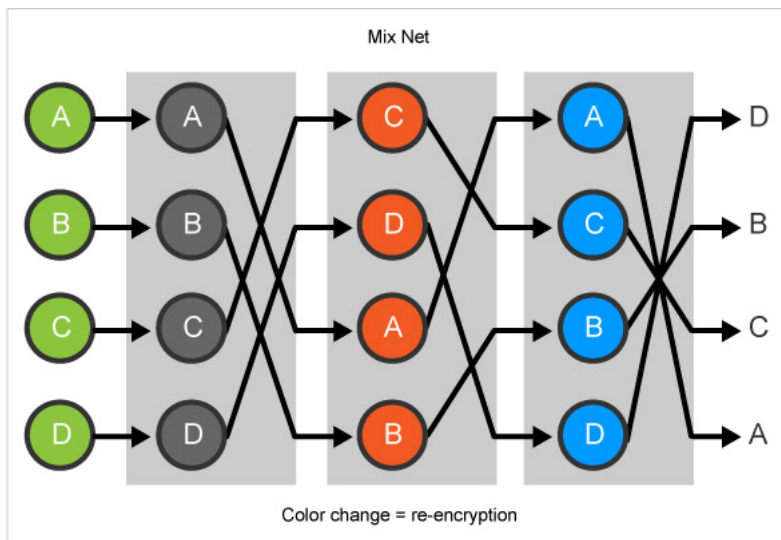 Mix Net
A A C A D
B B D C B
C C A B C
D D B D A
Color change = re-encryption